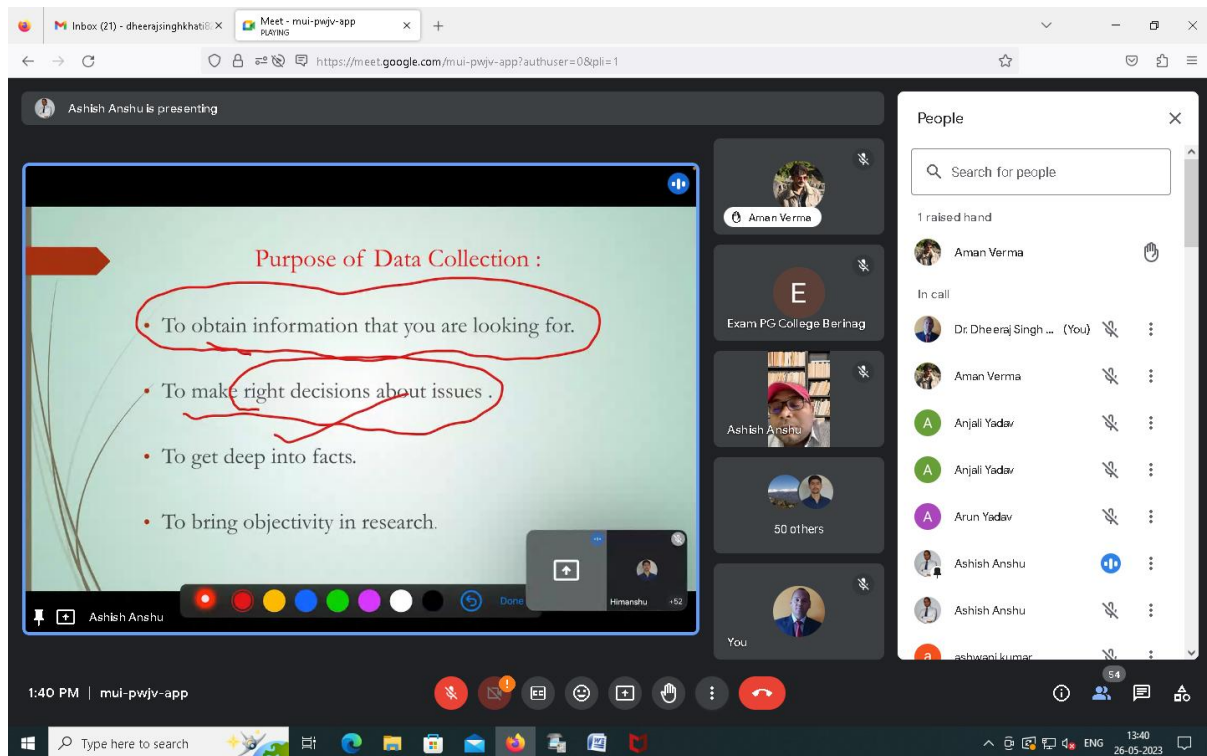 Inbox (21) - dheerajsinghkhati8
Meet - mui-pwjv-app
PLAYING
https://meet.google.com/mui-pwjv-app?authuser=0&pli=1
Ashish Anshu is presenting
Purpose of Data Collection :
• To obtain information that you are looking for.
• To make right decisions about issues .
• To get deep into facts.
• To bring objectivity in research.
Done
Himanshu
+52
Ashish Anshu
Aman Verma
E
Exam PG College Berinag
Ashish Anshu
50 others
You
People
Search for people
1 raised hand
Aman Verma
In call
Dr. Dheeraj Singh ... (You)
Aman Verma
A Anjali Yadav
A Anjali Yadav
A Arun Yadav
Ashish Anshu
Ashish Anshu
a ashwani kumar
1:40 PM | mui-pwjv-app
54
Type here to search
ENG
13:40
26-05-2023